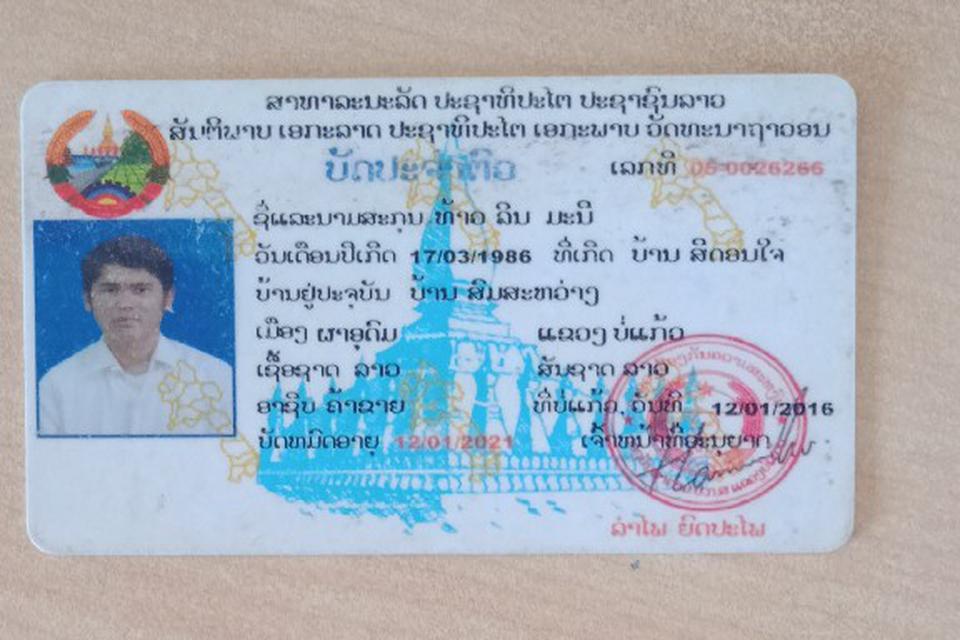 ສາທາລະນະລັດ ປະຊາທິປະໄຕ ປະຊາຊົນລາວ
ສັນຕິພາບ ເອກະລາດ ປະຊາທິປະໄຕ ເອກະພາບ ວັດທະນາຖາວອນ
ບັດປະຈຳຕົວ ເລກທີ 05-0026266
ຊື່ແລະນາມສະກຸນ ທ້າວ ລິນ ມະນີ
ວັນເດືອນປີເກີດ 17/03/1986 ທີ່ເກີດ ບ້ານ ສີດອນໃຈ
ບ້ານຢູ່ປະຈຸບັນ ບ້ານ ສົມສະຫວ່າງ
ເມືອງ ຜາອຸດົມ ແຂວງ ບໍ່ແກ້ວ
ເຊື້ອຊາດ ລາວ ສັນຊາດ ລາວ
ອາຊິບ ຄ້າຂາຍ ທີ່ບໍ່ແກ້ວ, ວັນທີ 12/01/2016
ບັດຫມົດອາຍຸ 12/01/2021 ເຈົ້າຫນ້າທີ່ອະນຸຍາດ
ລຳໄພ ຍົດປະໄພ